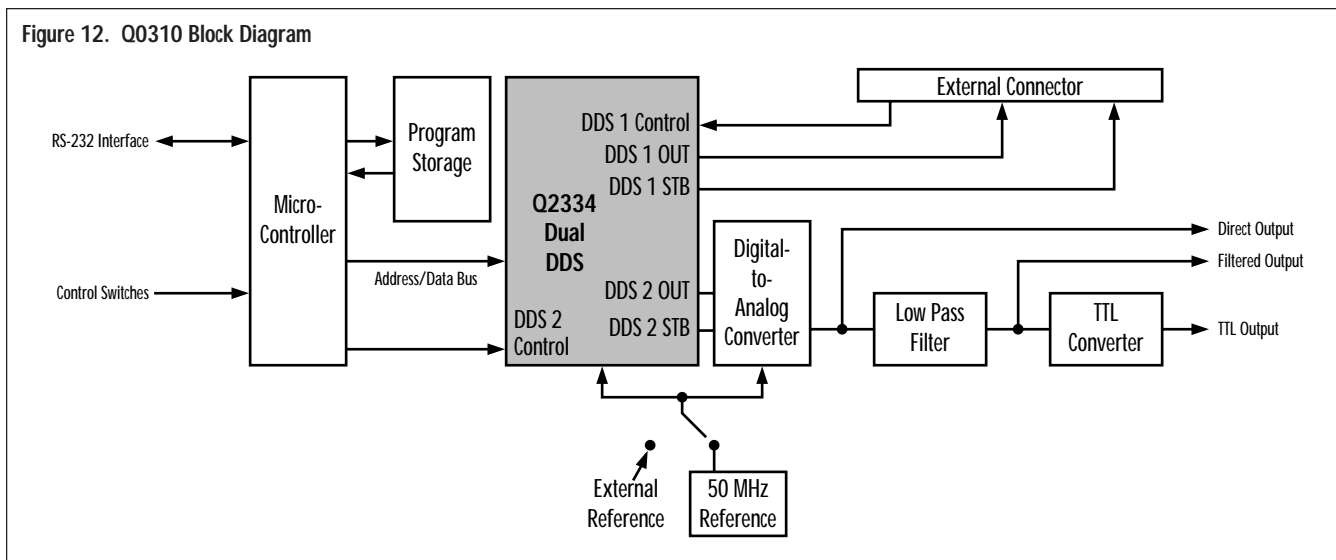 Figure 12. Q0310 Block Diagram
External Connector
RS-232 Interface
Program
Storage
DDS 1 Control
DDS 1 OUT
DDS 1 STB
Micro-
Controller
Q2334
Dual
DDS
Digital-
to-
Analog
Converter
Direct Output
Filtered Output
Control Switches
Address/Data Bus
DDS 2 OUT
DDS 2 STB
DDS 2
Control
Low Pass
Filter
TTL
Converter
TTL Output
External
Reference
50 MHz
Reference